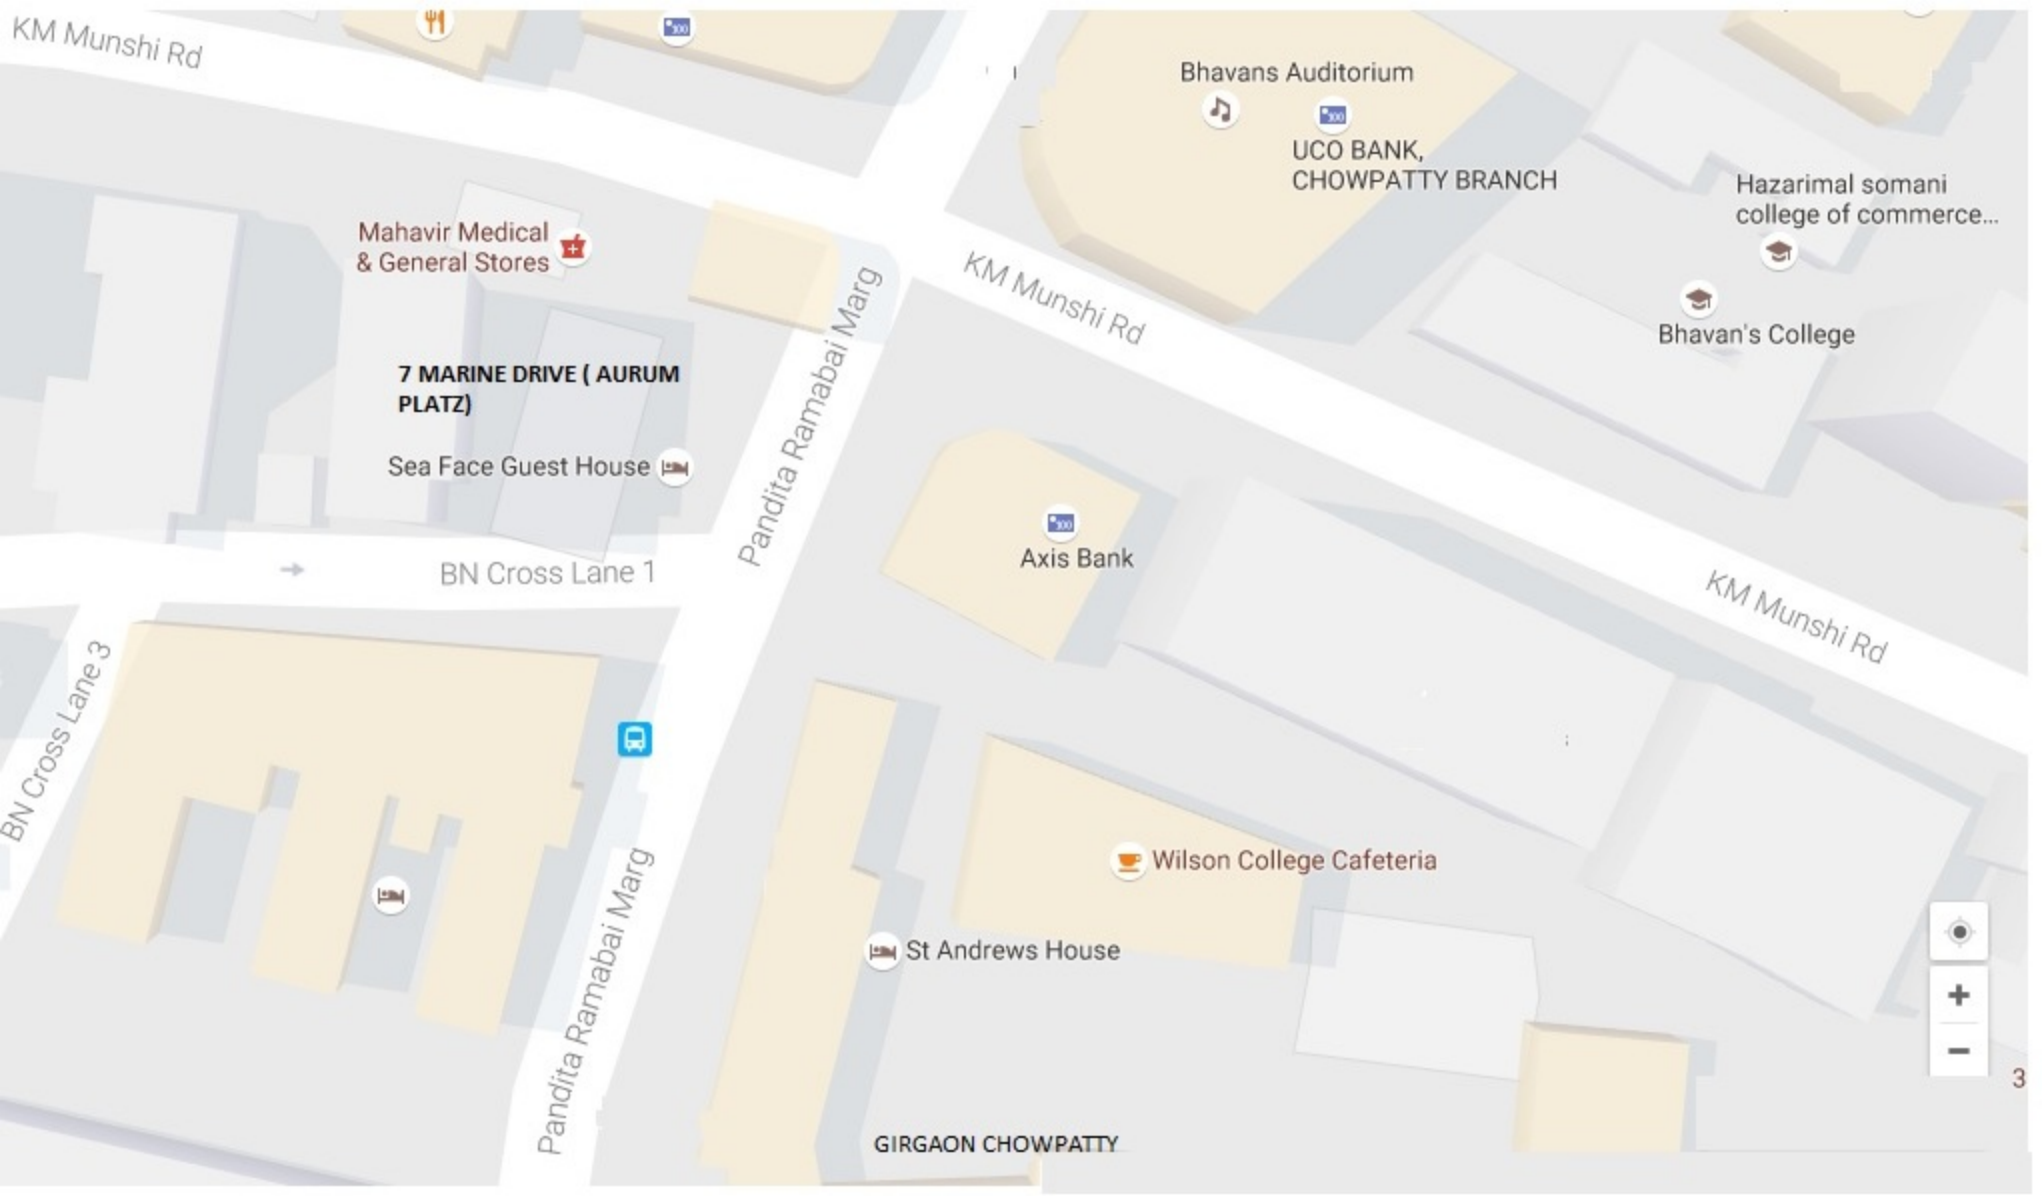 KM Munshi Rd
Bhavans Auditorium
UCO BANK,
CHOWPATTY BRANCH
Hazarimal somani
college of commerce...
Mahavir Medical
& General Stores
KM Munshi Rd
Bhavan's College
7 MARINE DRIVE ( AURUM
PLATZ)
Pandita Ramabai Marg
Sea Face Guest House
Axis Bank
BN Cross Lane 1
KM Munshi Rd
BN Cross Lane 3
Wilson College Cafeteria
St Andrews House
Pandita Ramabai Marg
+
−
3
GIRGAON CHOWPATTY